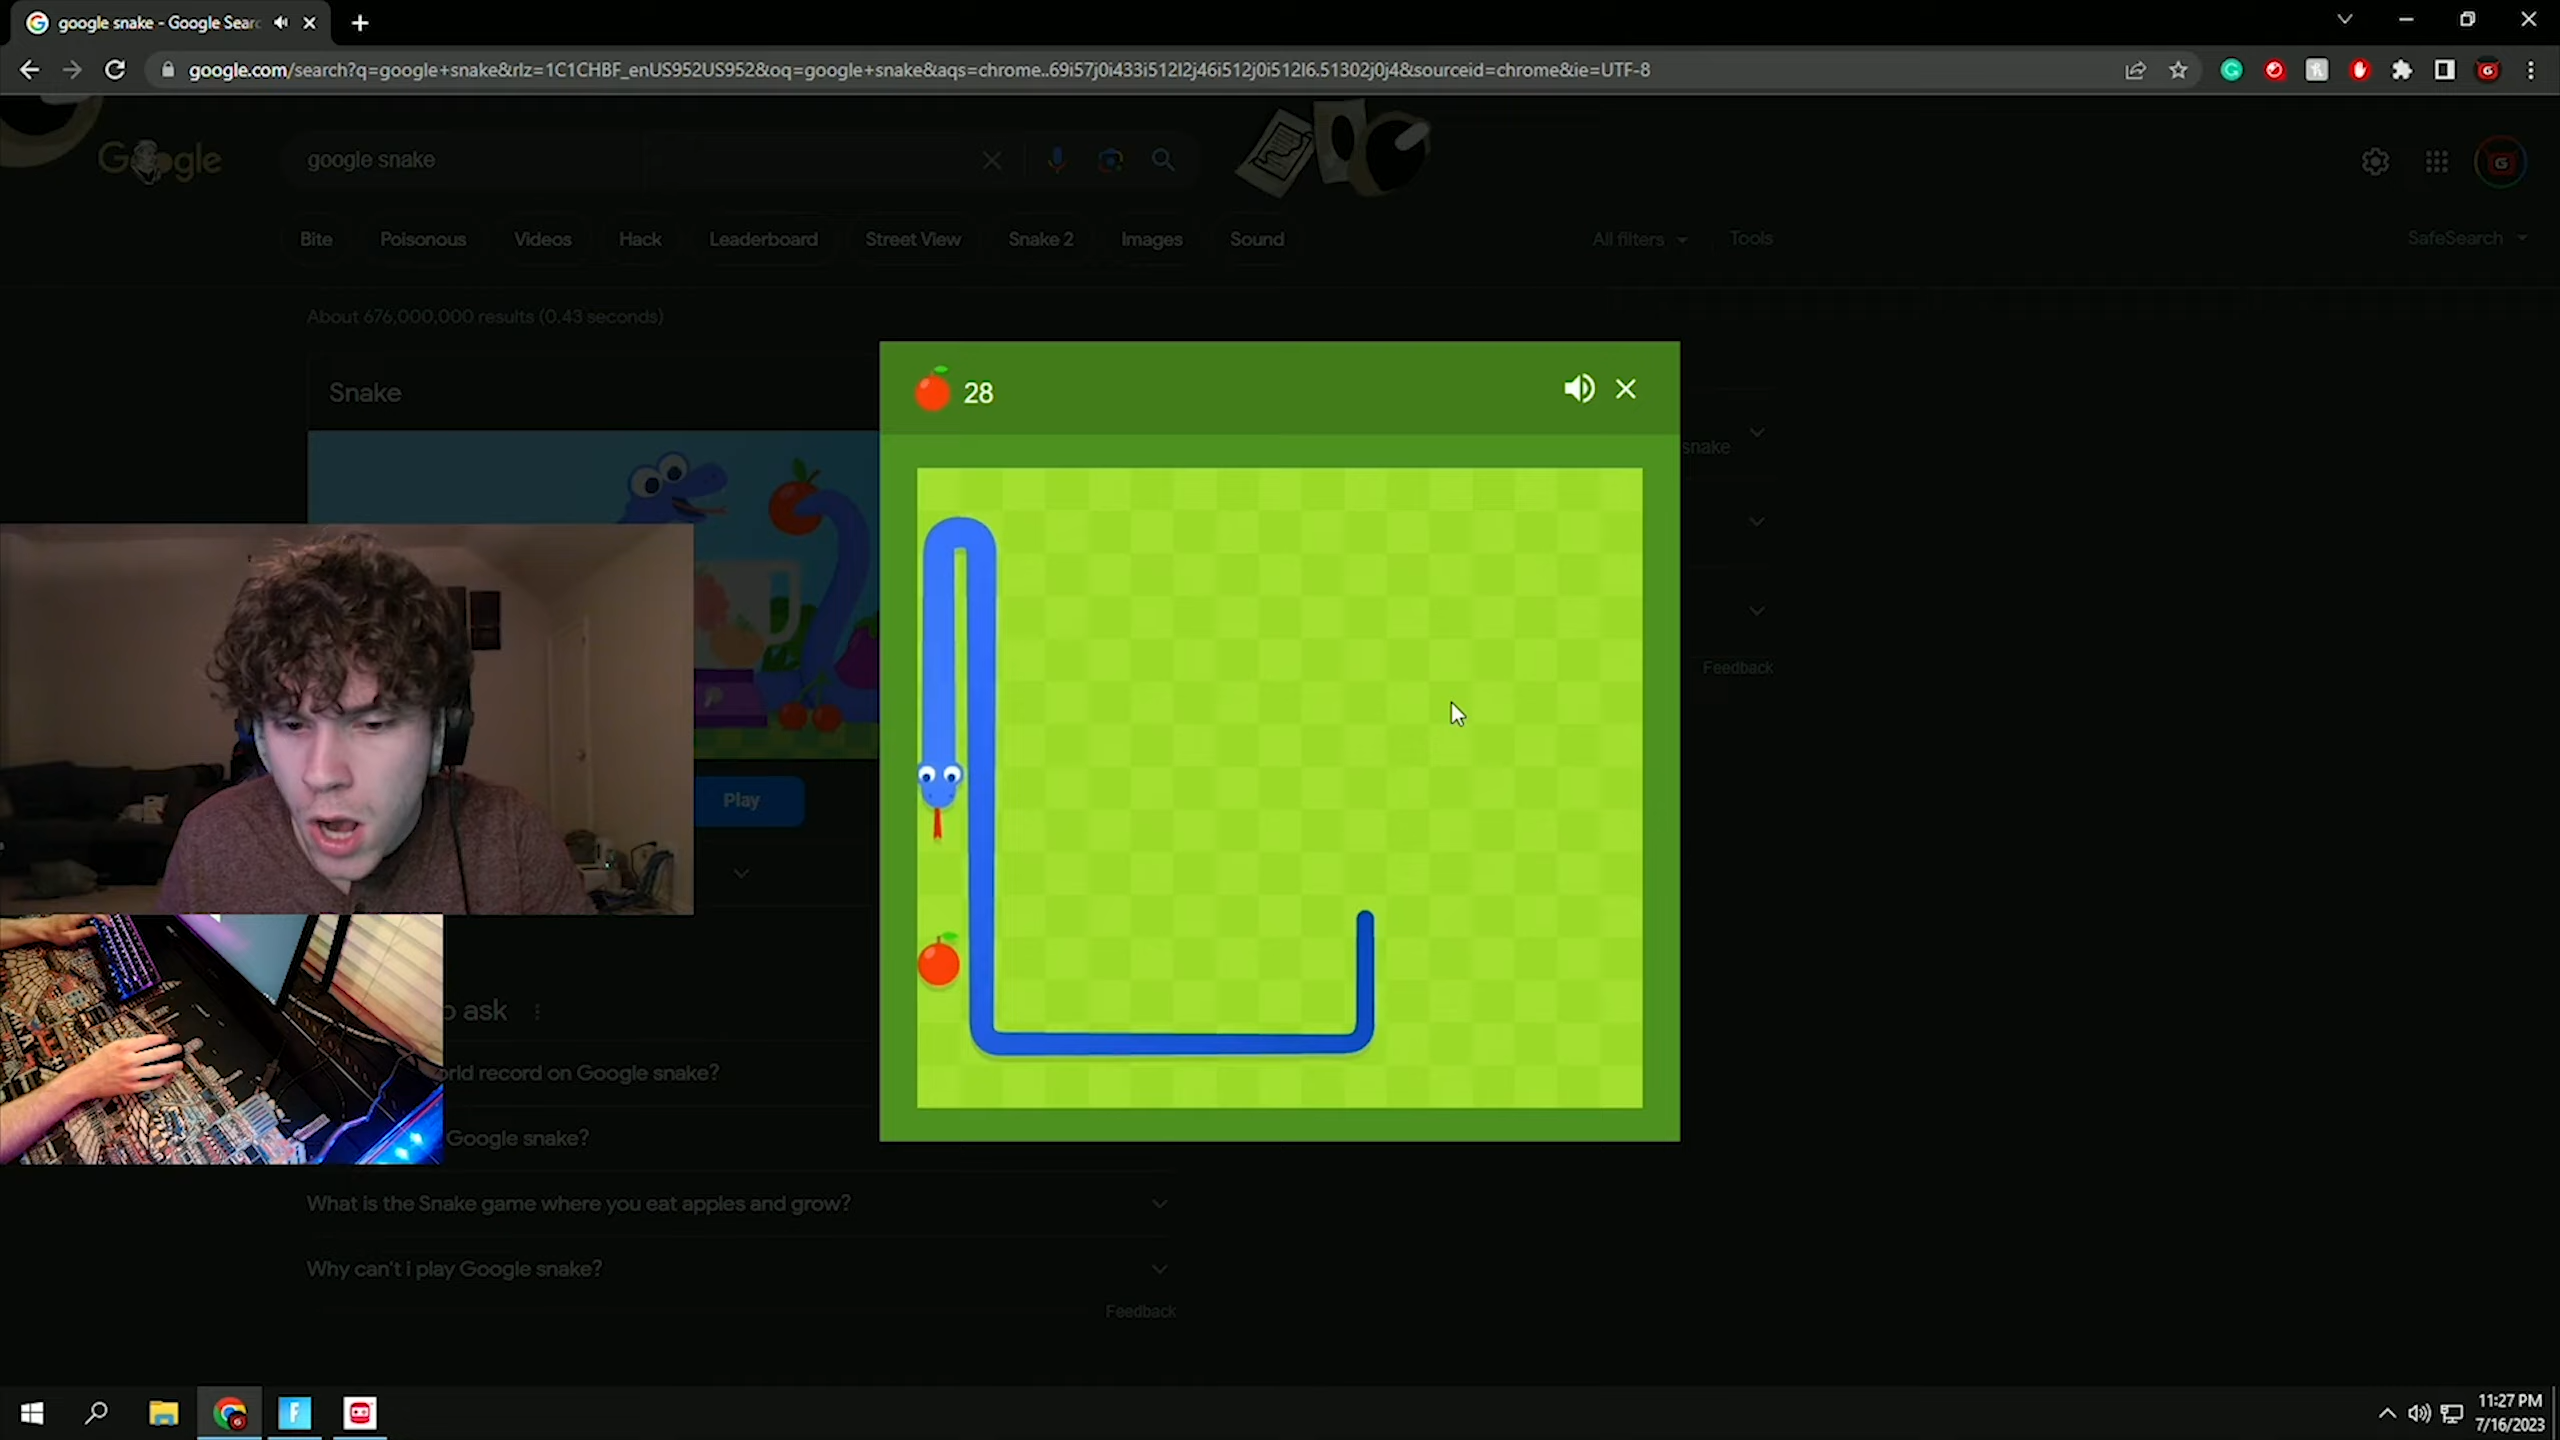 google snake - Google Sear
google.com/search?q=google+snake&rlz=1C1CHBF_enUS952US952&oq=google+snake&aqs=chrome..69i57j0i433i512l2j46i512j0i512l6.51302j0j4&sourceid=chrome&ie=UTF-8
Google
google snake
Bite
Poisonous
Videos
Hack
Leaderboard
Street View
Snake 2
Images
Sound
All filters
Tools
SafeSearch
About 676,000,000 results (0.43 seconds)
Snake
28
snake
Feedback
Play
ask
record on Google snake?
Google snake?
What is the Snake game where you eat apples and grow?
Why can't i play Google snake?
Feedback
11:27 PM
7/16/2023